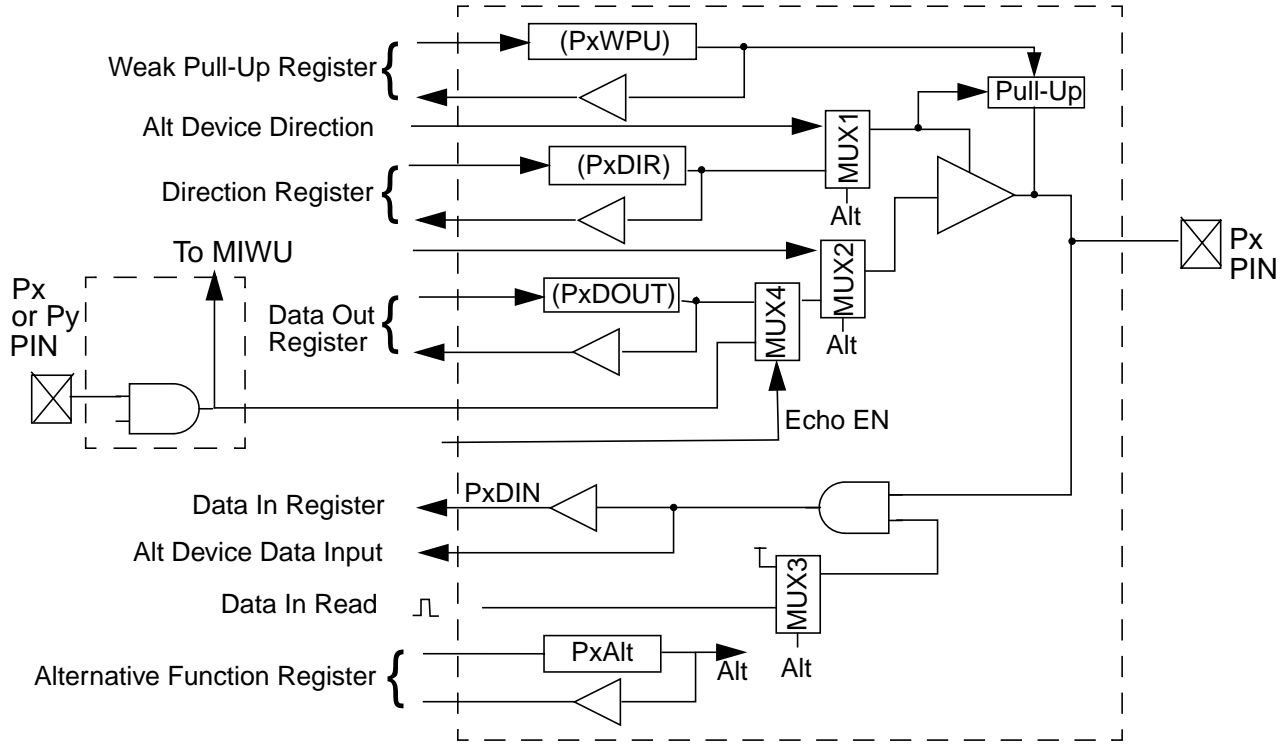 (PxWPU)
Weak Pull-Up Register {
Pull-Up
Alt Device Direction
MUX1
(PxDIR)
Direction Register {
Alt
To MIWU
MUX2
Px
PIN
Px
or Py
PIN
(PxDOUT)
Data Out
Register {
MUX4
Alt
Echo EN
PxDIN
Data In Register
Alt Device Data Input
MUX3
Data In Read
PxAlt
Alt
Alt
Alternative Function Register {